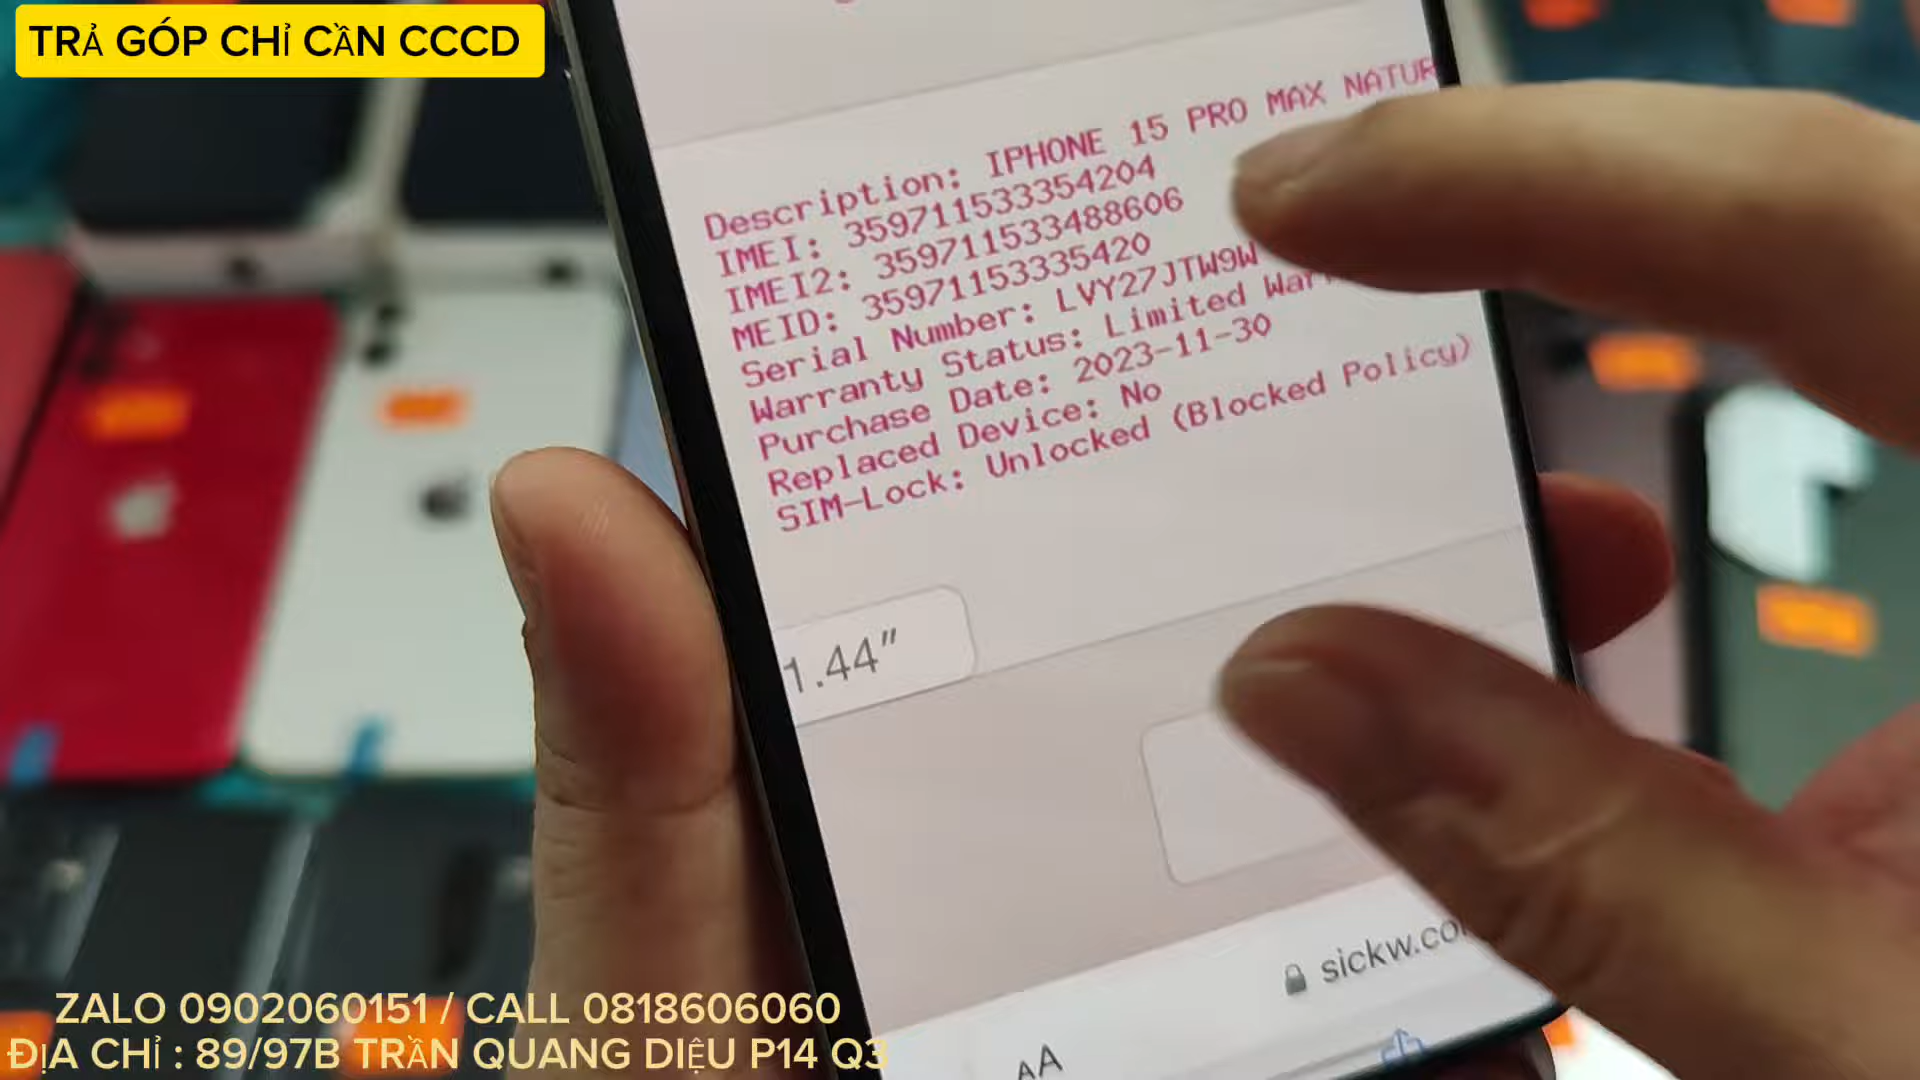 TRẢ GÓP CHỈ CẦN CCCD
Description: IPHONE 15 PRO MAX NATUR
IMEI: 359711533354204
IMEI2: 359711533488606
MEID: 35971153335420
Serial Number: LVY27JTW9W
Warranty Status: Limited War
Purchase Date: 2023-11-30
Replaced Device: No
SIM-Lock: Unlocked (Blocked Policy)
1.44"
sickw.co
AA
ZALO 0902060151 / CALL 0818606060
ĐỊA CHỈ : 89/97B TRẦN QUANG DIỆU P14 Q3